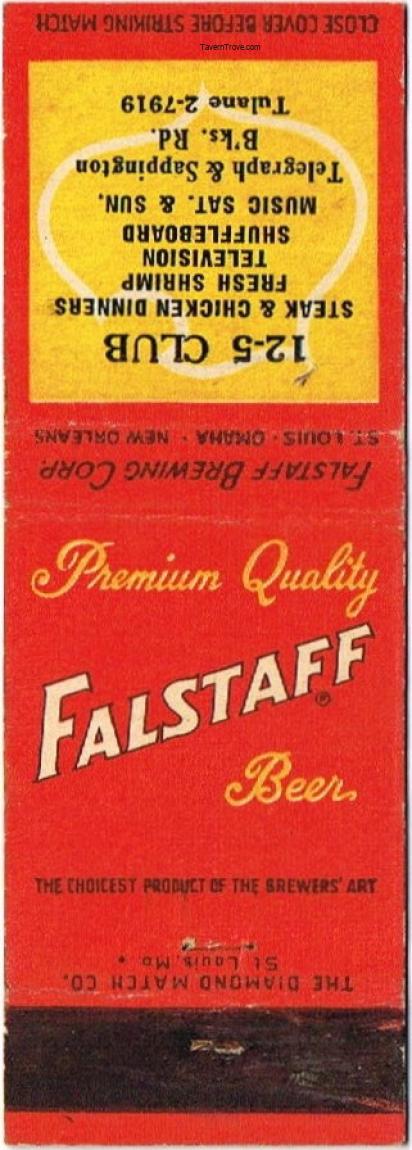 CLOSE COVER BEFORE STRIKING MATCH
TavernTrove.com
12-5 CLUB
STEAK & CHICKEN DINNERS
FRESH SHRIMP
TELEVISION
SHUFFLEBOARD
MUSIC SAT. & SUN.
Telegraph & Sappington
B'ks. Rd.
Tulane 2-7919
FALSTAFF BREWING CORP.
ST. LOUIS · OMAHA · NEW ORLEANS
Premium Quality
FALSTAFF®
Beer
THE CHOICEST PRODUCT OF THE BREWERS' ART
THE DIAMOND MATCH CO.
St. Louis, Mo.